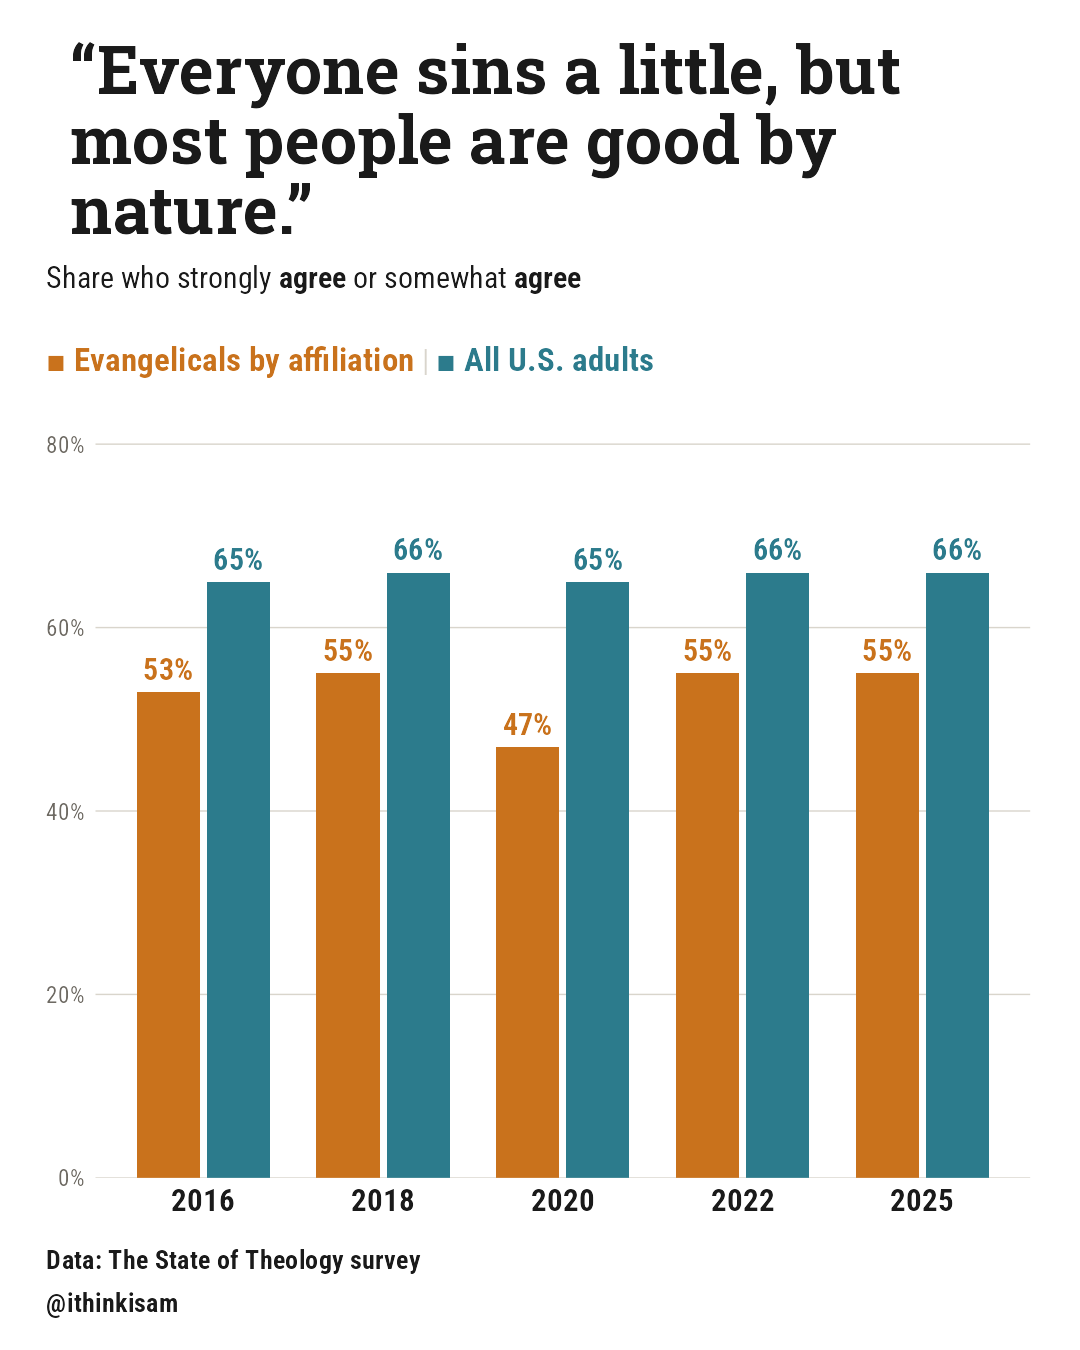 “Everyone sins a little, but
most people are good by
nature.”
Share who strongly agree or somewhat agree
■ Evangelicals by affiliation | ■ All U.S. adults
80%
60%
40%
20%
0%
53% 65% 55% 66% 47% 65% 55% 66% 55% 66%
2016 2018 2020 2022 2025
Data: The State of Theology survey
@ithinkisam